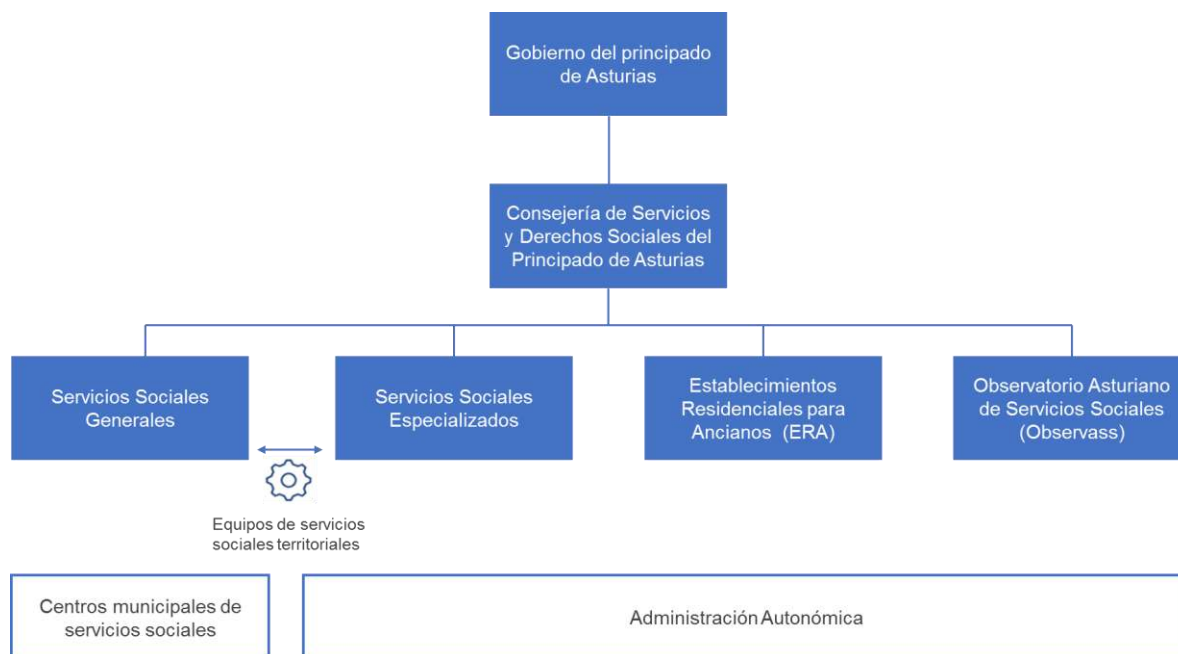 Gobierno del principado
de Asturias
Consejería de Servicios
y Derechos Sociales del
Principado de Asturias
Servicios Sociales
Generales
Servicios Sociales
Especializados
Establecimientos
Residenciales para
Ancianos (ERA)
Observatorio Asturiano
de Servicios Sociales
(Observass)
Equipos de servicios
sociales territoriales
Centros municipales de
servicios sociales
Administración Autonómica